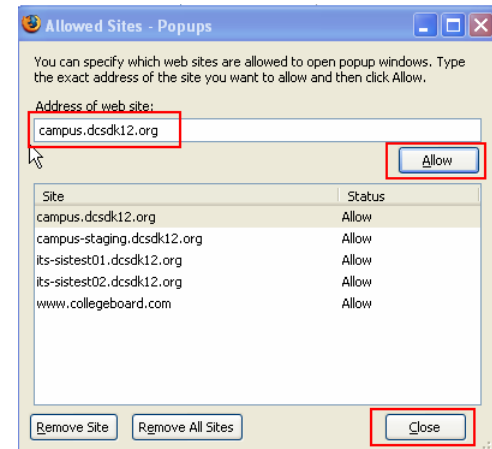 Allowed Sites - Popups
You can specify which web sites are allowed to open popup windows. Type
the exact address of the site you want to allow and then click Allow.
Address of web site:
campus.dcsdk12.org
Allow
Site Status
campus.dcsdk12.org Allow
campus-staging.dcsdk12.org Allow
its-sistest01.dcsdk12.org Allow
its-sistest02.dcsdk12.org Allow
www.collegeboard.com Allow
Remove Site Remove All Sites Close